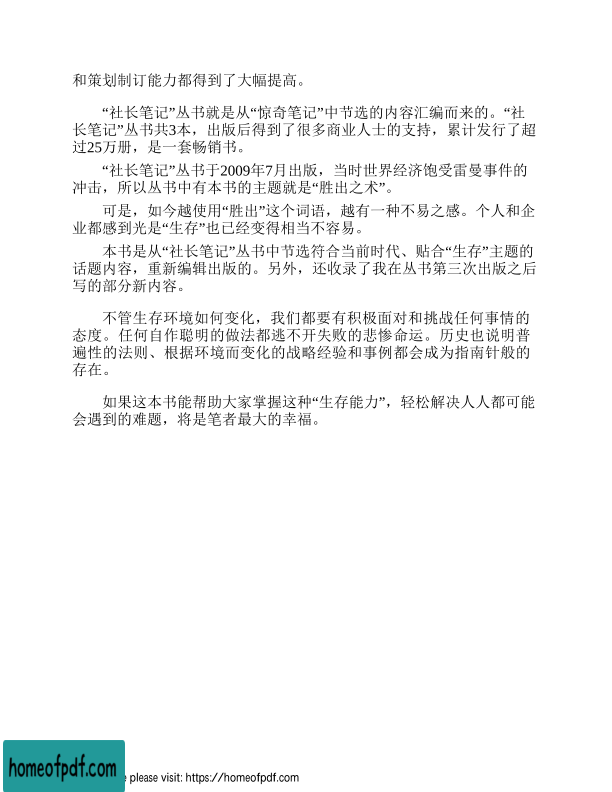 和策划制订能力都得到了大幅提高。
“社长笔记”丛书就是从“惊奇笔记”中节选的内容汇编而来的。“社
长笔记”丛书共3本，出版后得到了很多商业人士的支持，累计发行了超
过25万册，是一套畅销书。
“社长笔记”丛书于2009年7月出版，当时世界经济饱受雷曼事件的
冲击，所以丛书中有本书的主题就是“胜出之术”。
可是，如今越使用“胜出”这个词语，越有一种不易之感。个人和企
业都感到光是“生存”也已经变得相当不容易。
本书是从“社长笔记”丛书中节选符合当前时代、贴合“生存”主题的
话题内容，重新编辑出版的。另外，还收录了我在丛书第三次出版之后
写的部分新内容。
不管生存环境如何变化，我们都要有积极面对和挑战任何事情的
态度。任何自作聪明的做法都逃不开失败的悲惨命运。历史也说明普
遍性的法则、根据环境而变化的战略经验和事例都会成为指南针般的
存在。
如果这本书能帮助大家掌握这种“生存能力”，轻松解决人人都可能
会遇到的难题，将是笔者最大的幸福。
homeofpdf.com
please visit: https://homeofpdf.com